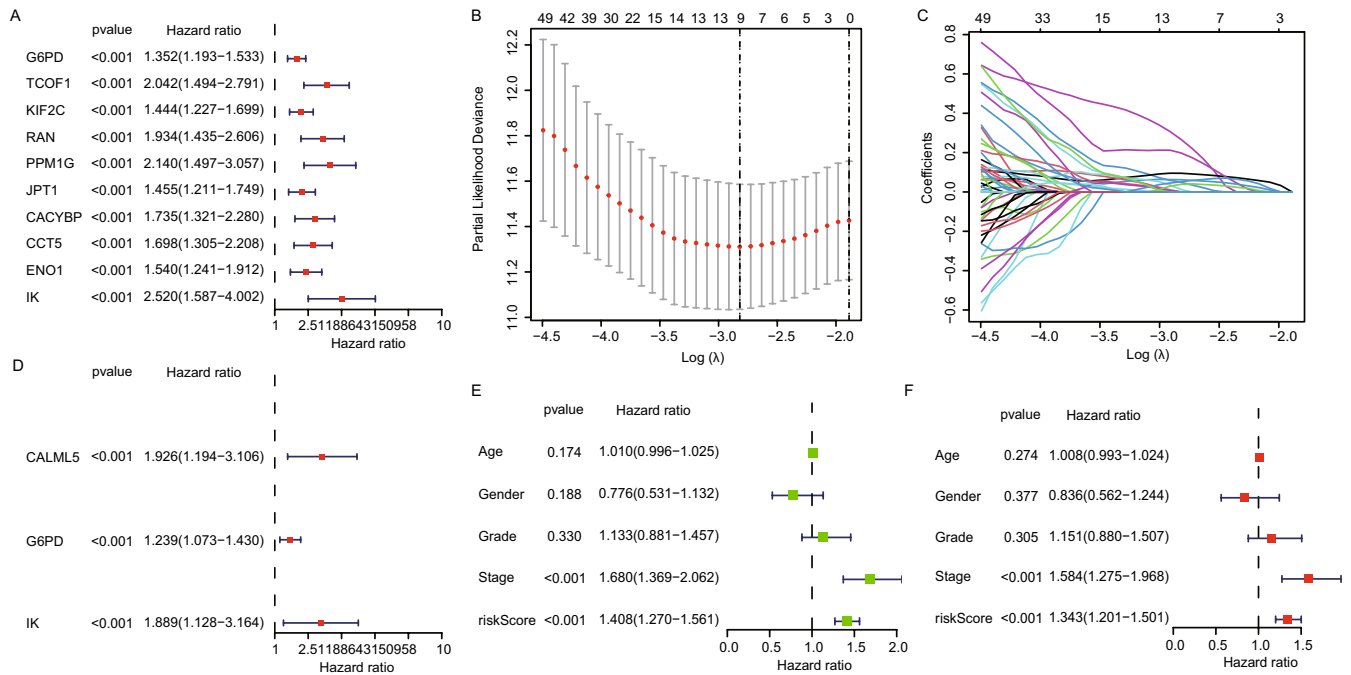 A
pvalue Hazard ratio
G6PD <0.001 1.352(1.193−1.533)
TCOF1 <0.001 2.042(1.494−2.791)
KIF2C <0.001 1.444(1.227−1.699)
RAN <0.001 1.934(1.435−2.606)
PPM1G <0.001 2.140(1.497−3.057)
JPT1 <0.001 1.455(1.211−1.749)
CACYBP <0.001 1.735(1.321−2.280)
CCT5 <0.001 1.698(1.305−2.208)
ENO1 <0.001 1.540(1.241−1.912)
IK <0.001 2.520(1.587−4.002)
1 2.51188643150958 10
Hazard ratio
B
49 42 39 30 22 15 14 13 13 9 7 6 5 3 0
12.2
12.0
11.8
11.6
11.4
11.2
11.0
Partial Likelihood Deviance
−4.5 −4.0 −3.5 −3.0 −2.5 −2.0
Log (λ)
C
49 33 15 13 7 3
0.8
0.6
0.4
0.2
0.0
−0.2
−0.4
−0.6
Coefficients
−4.5 −4.0 −3.5 −3.0 −2.5 −2.0
Log (λ)
D
pvalue Hazard ratio
CALML5 <0.001 1.926(1.194−3.106)
G6PD <0.001 1.239(1.073−1.430)
IK <0.001 1.889(1.128−3.164)
1 2.51188643150958 10
Hazard ratio
E
pvalue Hazard ratio
Age 0.174 1.010(0.996−1.025)
Gender 0.188 0.776(0.531−1.132)
Grade 0.330 1.133(0.881−1.457)
Stage <0.001 1.680(1.369−2.062)
riskScore <0.001 1.408(1.270−1.561)
0.0 0.5 1.0 1.5 2.0
Hazard ratio
F
pvalue Hazard ratio
Age 0.274 1.008(0.993−1.024)
Gender 0.377 0.836(0.562−1.244)
Grade 0.305 1.151(0.880−1.507)
Stage <0.001 1.584(1.275−1.968)
riskScore <0.001 1.343(1.201−1.501)
0.0 0.5 1.0 1.5
Hazard ratio